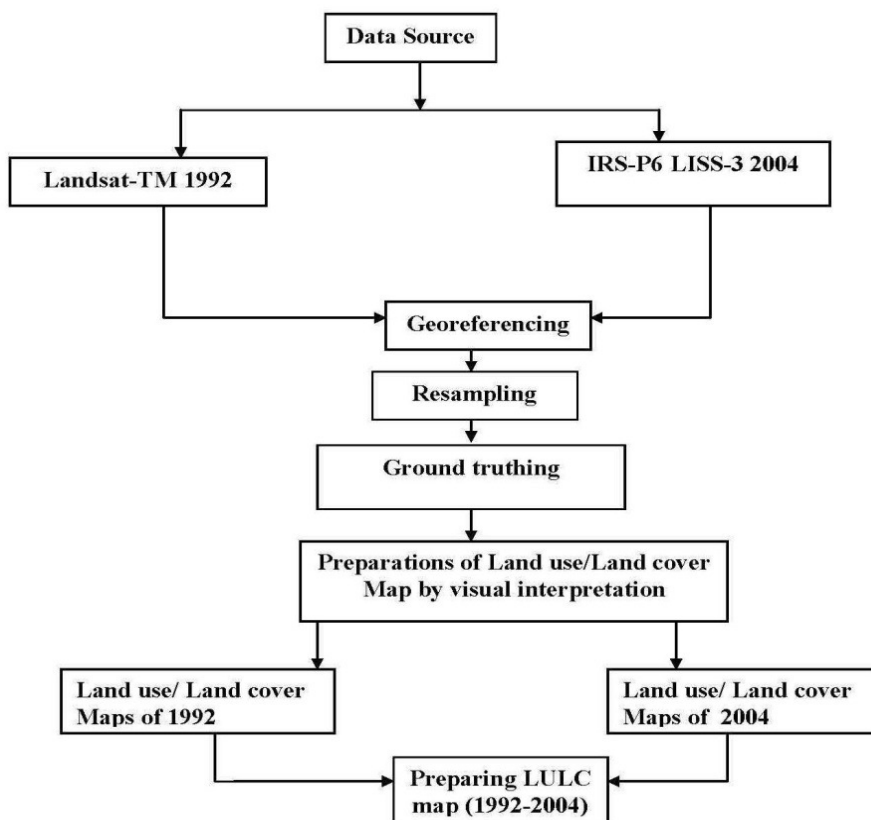 Data Source
Landsat-TM 1992
IRS-P6 LISS-3 2004
Georeferencing
Resampling
Ground truthing
Preparations of Land use/Land cover
Map by visual interpretation
Land use/ Land cover
Maps of 1992
Land use/ Land cover
Maps of 2004
Preparing LULC
map (1992-2004)